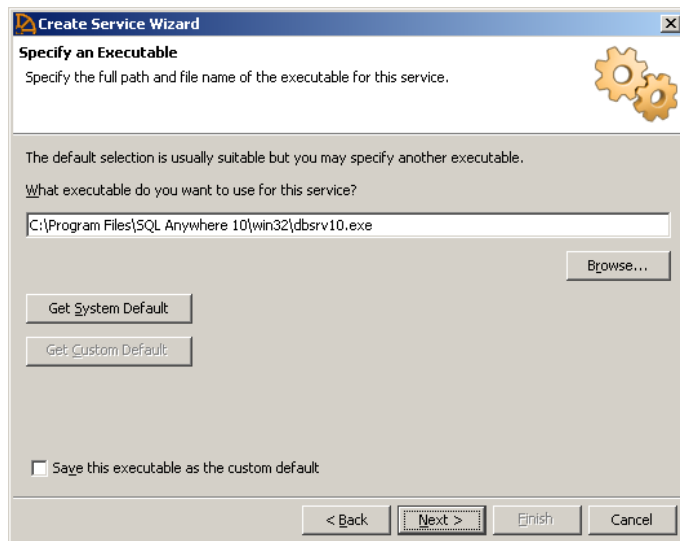 Create Service Wizard
Specify an Executable
Specify the full path and file name of the executable for this service.
The default selection is usually suitable but you may specify another executable.
What executable do you want to use for this service?
C:\Program Files\SQL Anywhere 10\win32\dbsrv10.exe
Browse...
Get System Default
Get Custom Default
Save this executable as the custom default
< Back Next > Finish Cancel